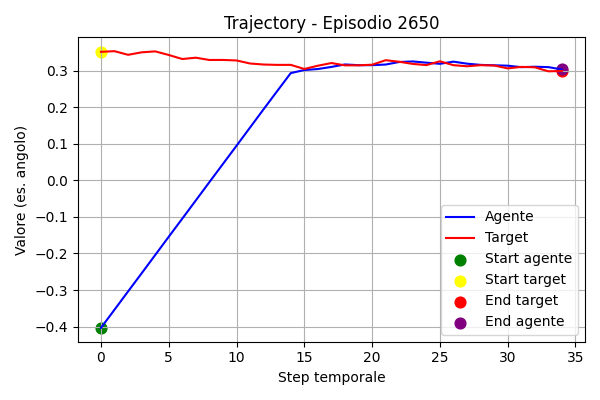 Trajectory - Episodio 2650
Valore (es. angolo)
0.3
0.2
0.1
0.0
−0.1
−0.2
−0.3
−0.4
Agente
Target
Start agente
Start target
End target
End agente
0 5 10 15 20 25 30 35
Step temporale